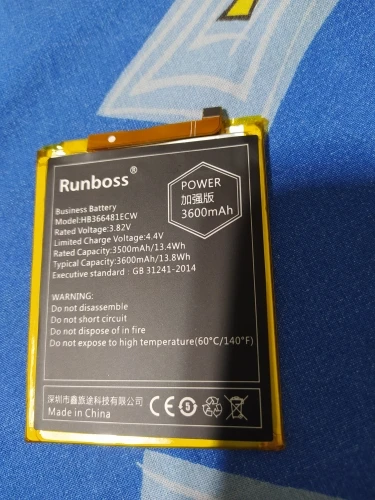 Runboss®
POWER
加强版
3600mAh
Business Battery
Model:HB366481ECW
Rated Voltage:3.82V
Limited Charge Voltage:4.4V
Rated Capacity:3500mAh/13.4Wh
Typical Capacity:3600mAh/13.8Wh
Executive standard : GB 31241-2014
WARNING:
Do not disassemble
Do not short circuit
Do not dispose of in fire
Do not expose to high temperature(60°C/140°F)
深圳市鑫旅途科技有限公司
Made in China
CE